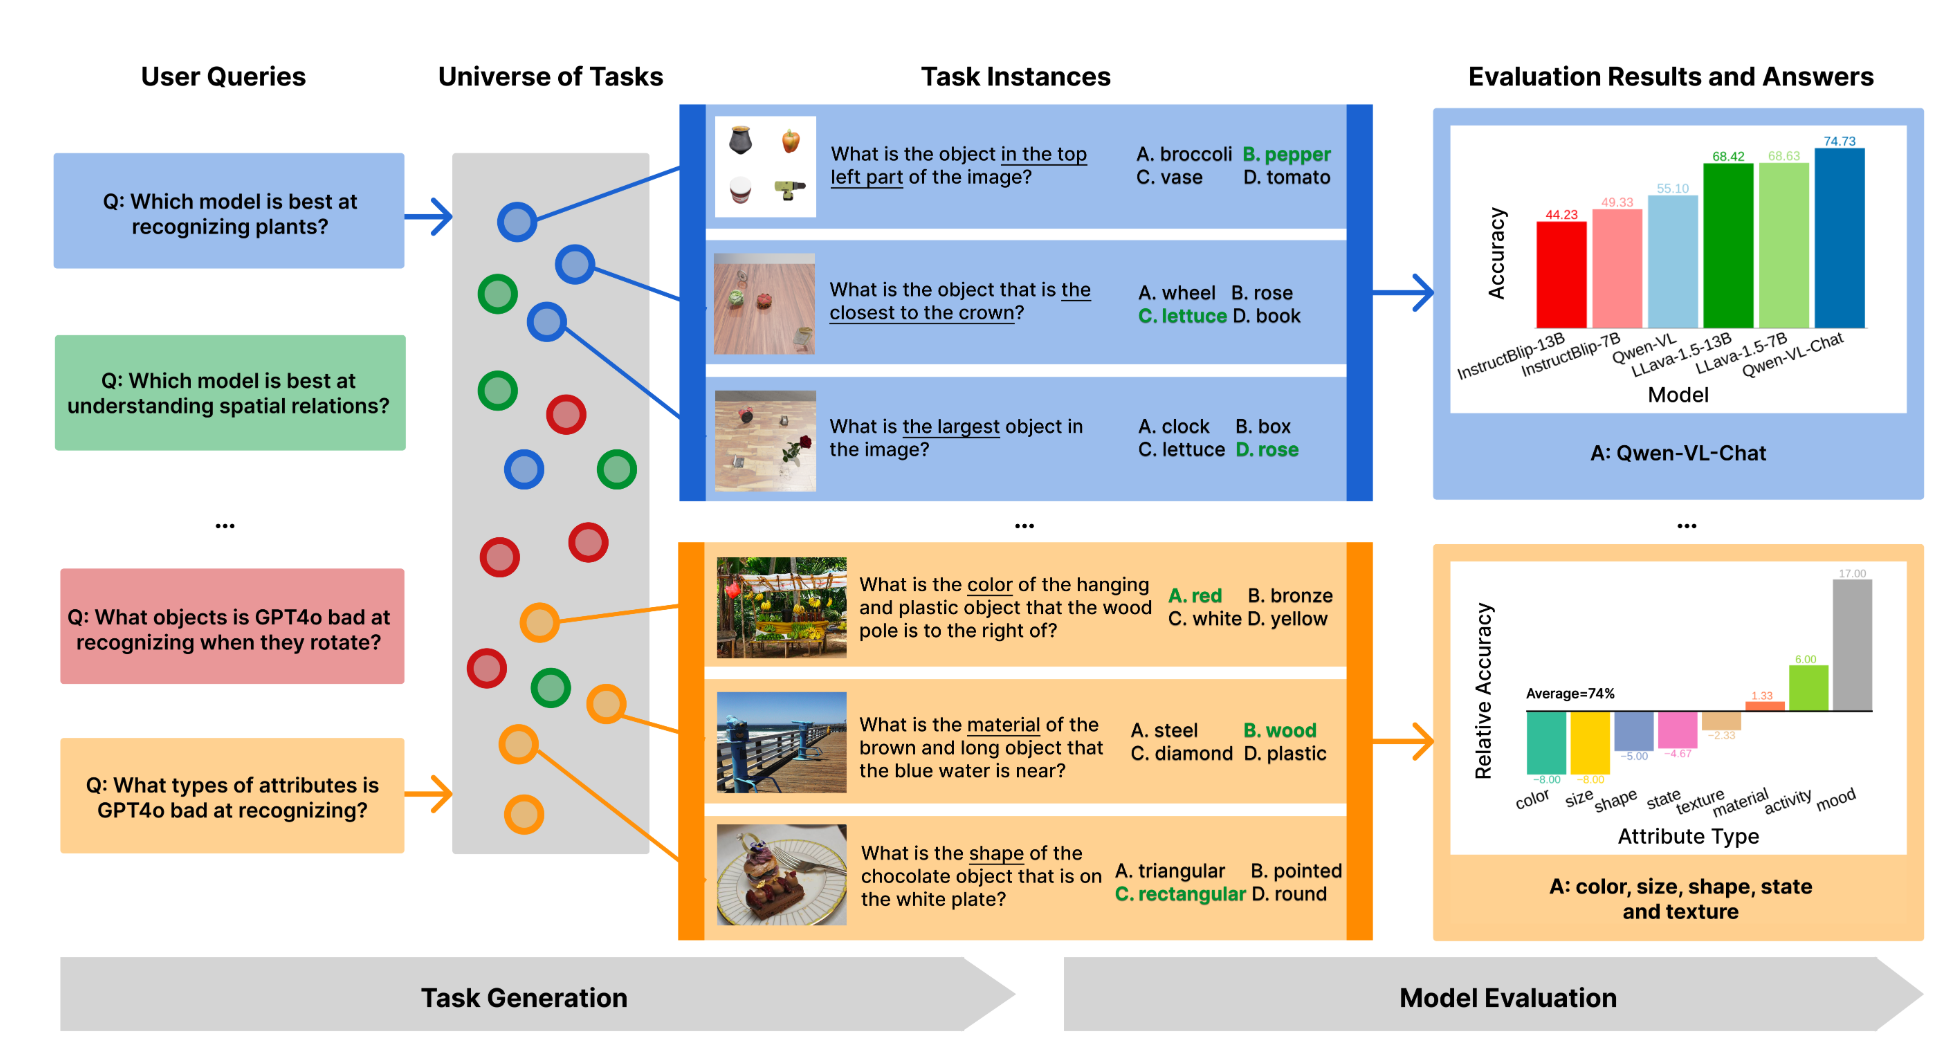 User Queries
Universe of Tasks
Task Instances
Evaluation Results and Answers
Q: Which model is best at
recognizing plants?
Q: Which model is best at
understanding spatial relations?
...
Q: What objects is GPT4o bad at
recognizing when they rotate?
Q: What types of attributes is
GPT4o bad at recognizing?
What is the object in the top
left part of the image?
A. broccoli B. pepper
C. vase D. tomato
What is the object that is the
closest to the crown?
A. wheel B. rose
C. lettuce D. book
What is the largest object in
the image?
A. clock B. box
C. lettuce D. rose
...
What is the color of the hanging
and plastic object that the wood
pole is to the right of?
A. red B. bronze
C. white D. yellow
What is the material of the
brown and long object that
the blue water is near?
A. steel B. wood
C. diamond D. plastic
What is the shape of the
chocolate object that is on
the white plate?
A. triangular B. pointed
C. rectangular D. round
Accuracy
44.23
49.33
55.10
68.42
68.63
74.73
InstructBlip-13B
InstructBlip-7B
Qwen-VL
LLava-1.5-13B
LLava-1.5-7B
Qwen-VL-Chat
Model
A: Qwen-VL-Chat
...
Relative Accuracy
Average=74%
−8.00
−8.00
−5.00
−4.67
−2.33
1.33
6.00
17.00
color
size
shape
state
texture
material
activity
mood
Attribute Type
A: color, size, shape, state
and texture
Task Generation
Model Evaluation